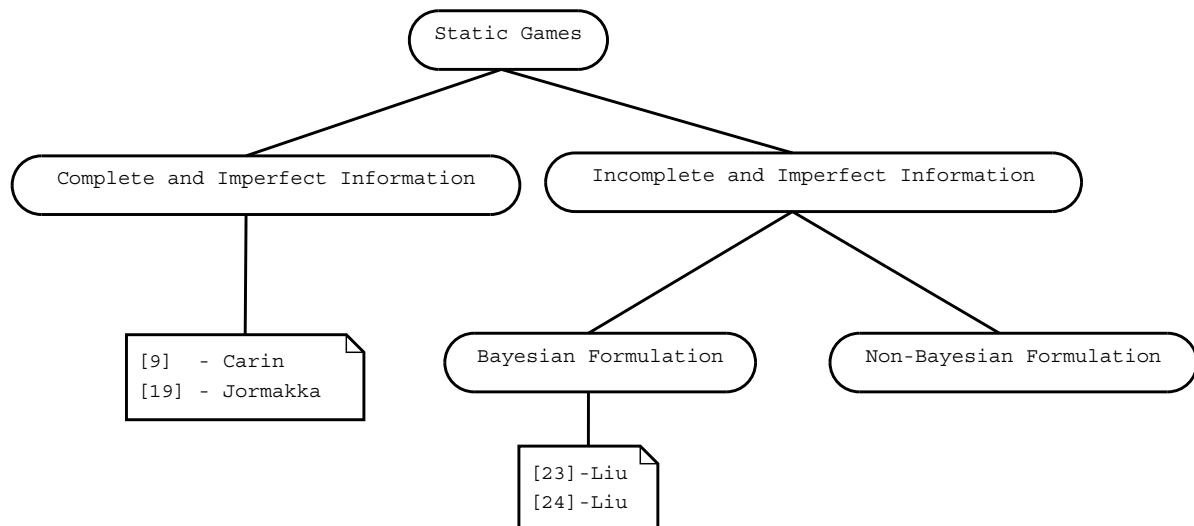 Static Games
Complete and Imperfect Information
Incomplete and Imperfect Information
[9] - Carin
[19] - Jormakka
Bayesian Formulation
Non-Bayesian Formulation
[23]-Liu
[24]-Liu